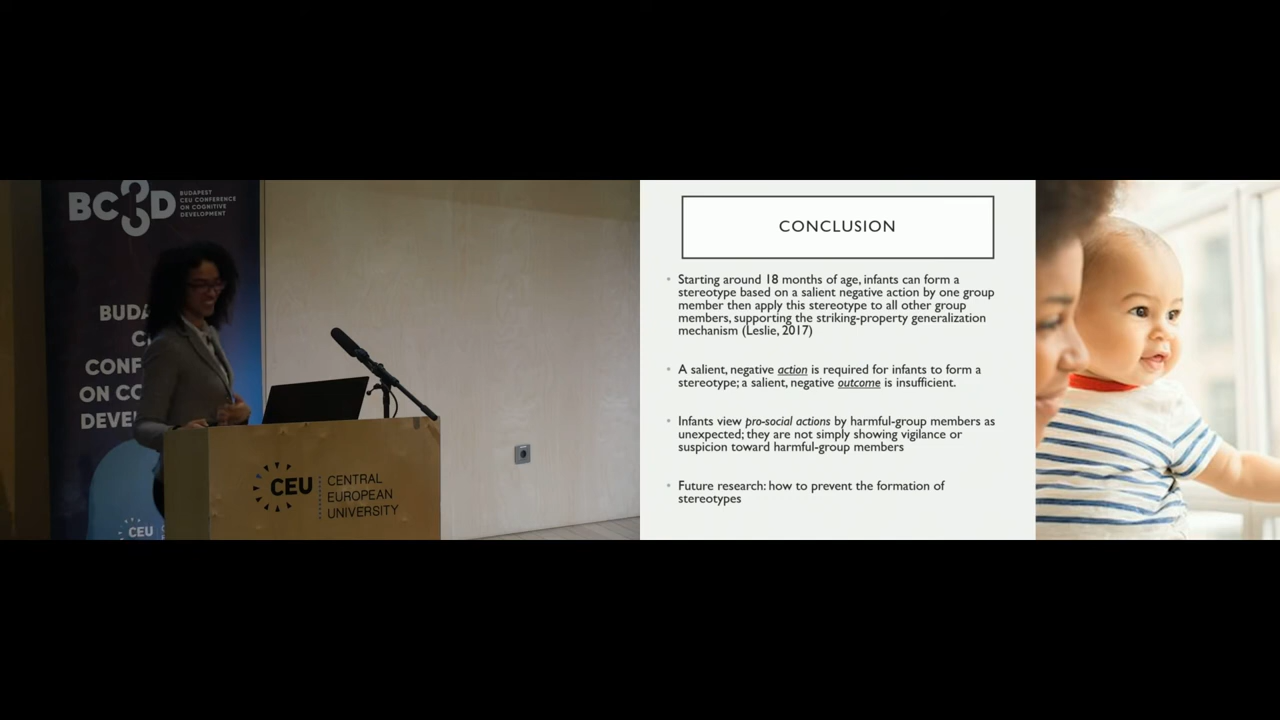 BC3D
BUDAPEST
CEU CONFERENCE
ON COGNITIVE
DEVELOPMENT
ON CO
CEU
CEU
CENTRAL
EUROPEAN
UNIVERSITY
CONCLUSION
Starting around 18 months of age, infants can form a
stereotype based on a salient negative action by one group
member then apply this stereotype to all other group
members, supporting the striking-property generalization
mechanism (Leslie, 2017)
A salient, negative action is required for infants to form a
stereotype; a salient, negative outcome is insufficient.
Infants view pro-social actions by harmful-group members as
unexpected; they are not simply showing vigilance or
suspicion toward harmful-group members
Future research: how to prevent the formation of
stereotypes